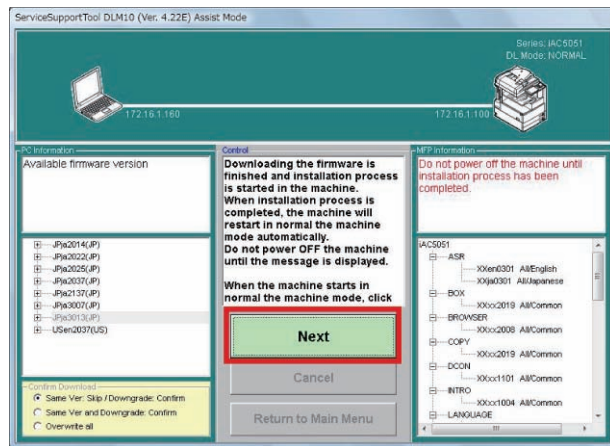 ServiceSupportTool DLM10 (Ver. 4.22E) Assist Mode
Series: iAC5051
DL Mode: NORMAL
172.16.1.160
172.16.1.100
PC Information
Available firmware version
JPja2014(JP)
JPja2022(JP)
JPja2025(JP)
JPja2037(JP)
JPja2137(JP)
JPja3007(JP)
JPja3013(JP)
USen2037(US)
Confirm Download
Same Ver: Skip / Downgrade: Confirm
Same Ver and Downgrade: Confirm
Overwrite all
Control
Downloading the firmware is
finished and installation process
is started in the machine.
When installation process is
completed, the machine will
restart in normal the machine
mode automatically.
Do not power OFF the machine
until the message is displayed.
When the machine starts in
normal the machine mode, click
Next
Cancel
Return to Main Menu
MFP Information
Do not power off the machine until
installation process has been
completed.
iAC5051
ASR
XXen0301 All/English
XXja0301 All/Japanese
BOX
XXxx2019 All/Common
BROWSER
XXxx2008 All/Common
COPY
XXxx2019 All/Common
DCON
XXxx1101 All/Common
INTRO
XXxx1004 All/Common
LANGUAGE